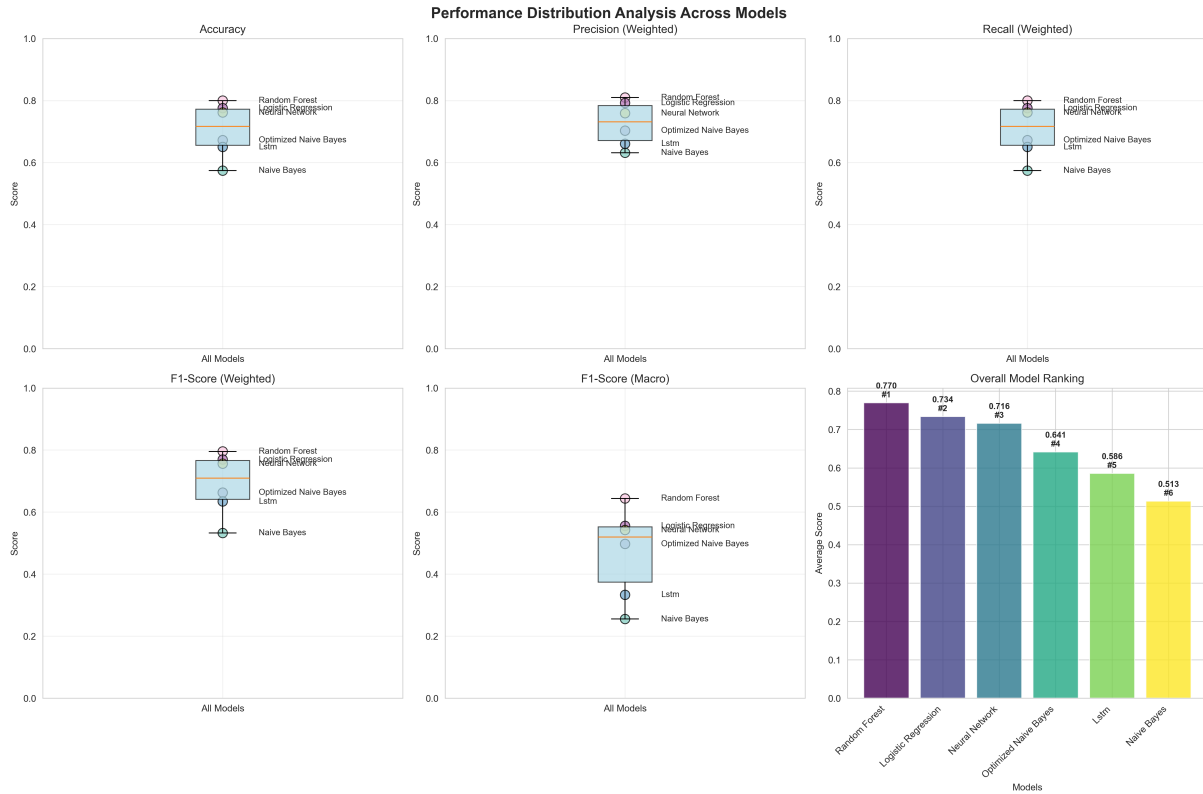 Performance Distribution Analysis Across Models
Accuracy
1.0
0.8
0.6
0.4
0.2
0.0
Score
Random Forest
Logistic Regression
Neural Network
Optimized Naive Bayes
Lstm
Naive Bayes
All Models
Precision (Weighted)
1.0
0.8
0.6
0.4
0.2
0.0
Score
Random Forest
Logistic Regression
Neural Network
Optimized Naive Bayes
Lstm
Naive Bayes
All Models
Recall (Weighted)
1.0
0.8
0.6
0.4
0.2
0.0
Score
Random Forest
Logistic Regression
Neural Network
Optimized Naive Bayes
Lstm
Naive Bayes
All Models
F1-Score (Weighted)
1.0
0.8
0.6
0.4
0.2
0.0
Score
Random Forest
Logistic Regression
Neural Network
Optimized Naive Bayes
Lstm
Naive Bayes
All Models
F1-Score (Macro)
1.0
0.8
0.6
0.4
0.2
0.0
Score
Random Forest
Logistic Regression
Neural Network
Optimized Naive Bayes
Lstm
Naive Bayes
All Models
Overall Model Ranking
0.8
0.7
0.6
0.5
0.4
0.3
0.2
0.1
0.0
Average Score
0.770
#1
0.734
#2
0.716
#3
0.641
#4
0.586
#5
0.513
#6
Random Forest
Logistic Regression
Neural Network
Optimized Naive Bayes
Lstm
Naive Bayes
Models